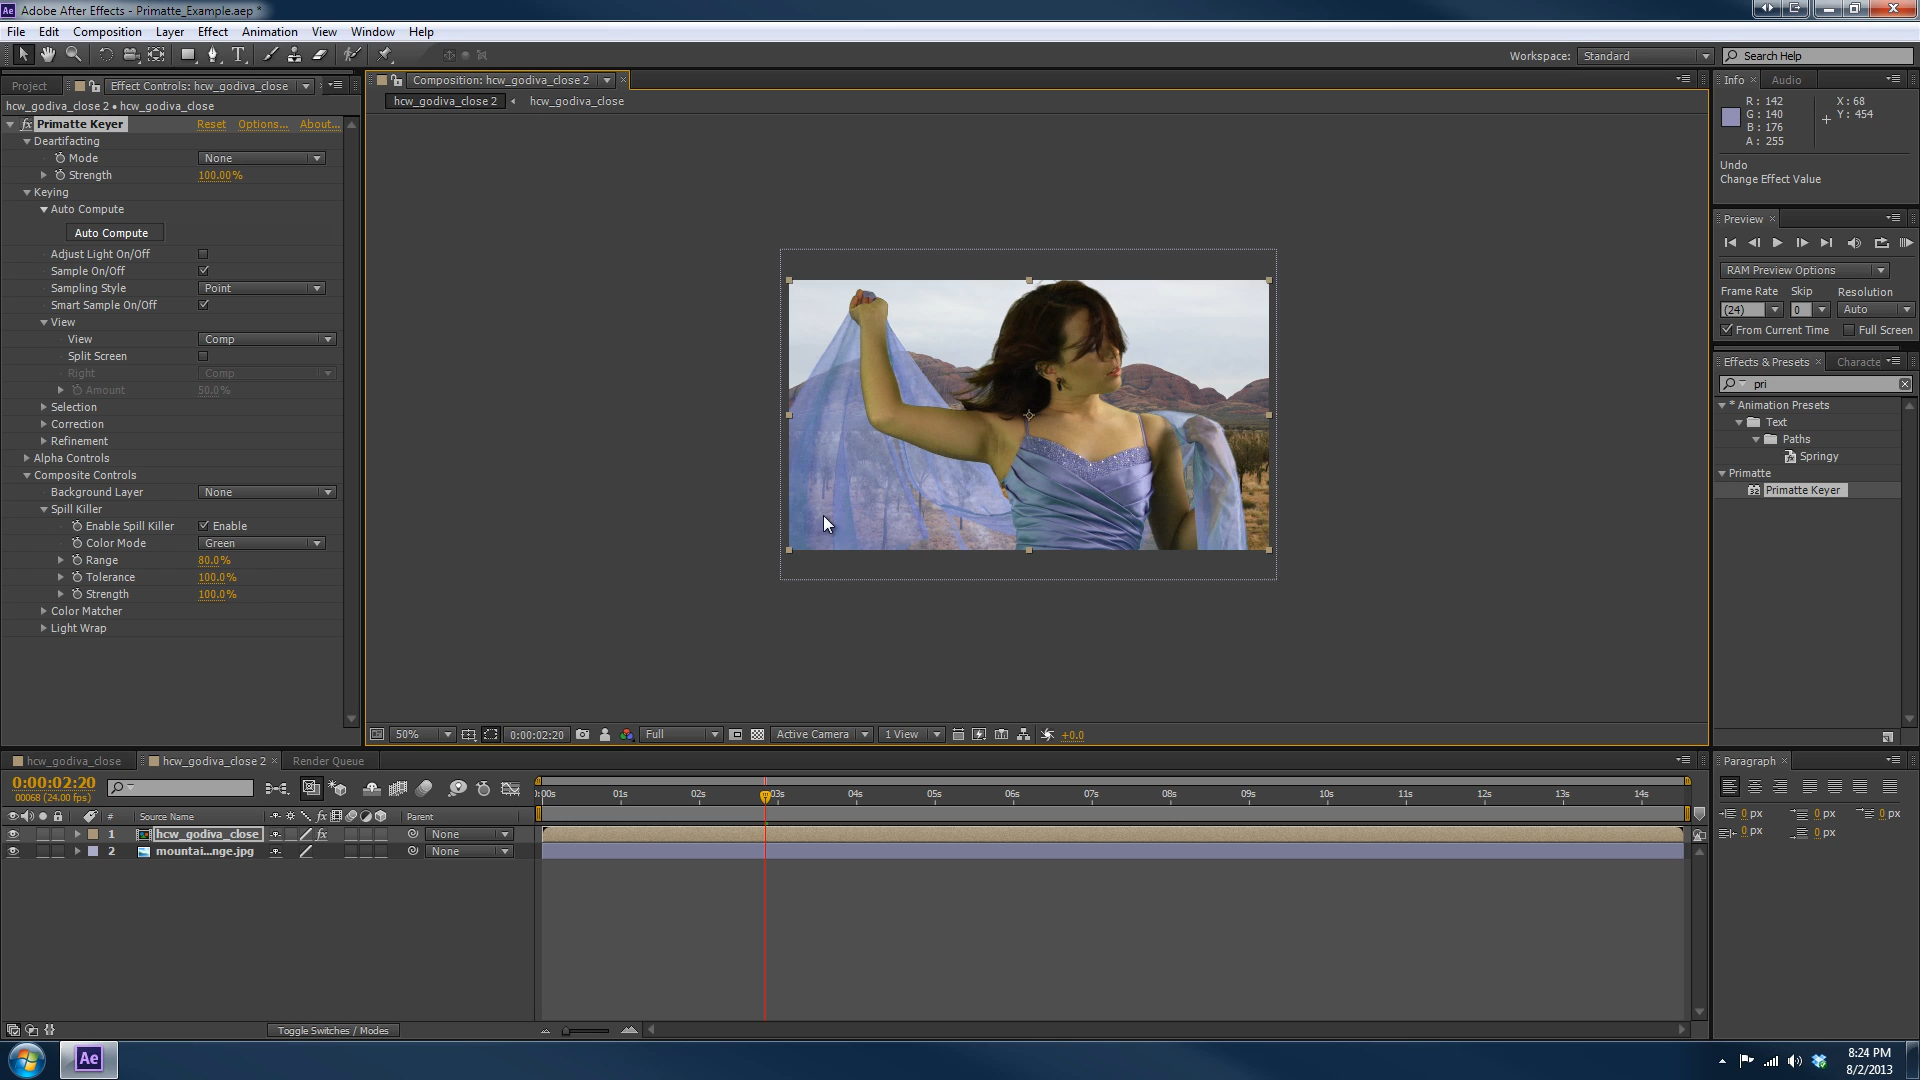 Adobe After Effects - Primatte_Example.aep *
File Edit Composition Layer Effect Animation View Window Help
Workspace: Standard Search Help
Project Effect Controls: hcw_godiva_close
hcw_godiva_close 2 • hcw_godiva_close
fx Primatte Keyer Reset Options... About...
Deartifacting
Mode None
Strength 100.00%
Keying
Auto Compute
Auto Compute
Adjust Light On/Off
Sample On/Off
Sampling Style Point
Smart Sample On/Off
View
View Comp
Split Screen
Right Comp
Amount 50.0%
Selection
Correction
Refinement
Alpha Controls
Composite Controls
Background Layer None
Spill Killer
Enable Spill Killer Enable
Color Mode Green
Range 80.0%
Tolerance 100.0%
Strength 100.0%
Color Matcher
Light Wrap
Composition: hcw_godiva_close 2
hcw_godiva_close 2 hcw_godiva_close
50% 0:00:02:20 Full Active Camera 1 View +0.0
Info Audio
R: 142 X: 68
G: 140 Y: 454
B: 176
A: 255
Undo
Change Effect Value
Preview
RAM Preview Options
Frame Rate Skip Resolution
(24) 0 Auto
From Current Time Full Screen
Effects & Presets Characte
pri
* Animation Presets
Text
Paths
Springy
Primatte
32 Primatte Keyer
hcw_godiva_close hcw_godiva_close 2 Render Queue
0:00:02:20
00068 (24.00 fps)
:00s 01s 02s 03s 04s 05s 06s 07s 08s 09s 10s 11s 12s 13s 14s
# Source Name fx Parent
1 hcw_godiva_close fx None
2 mountai...nge.jpg None
Toggle Switches / Modes
Paragraph
0 px 0 px 0 px
0 px 0 px
Ae
8:24 PM
8/2/2013